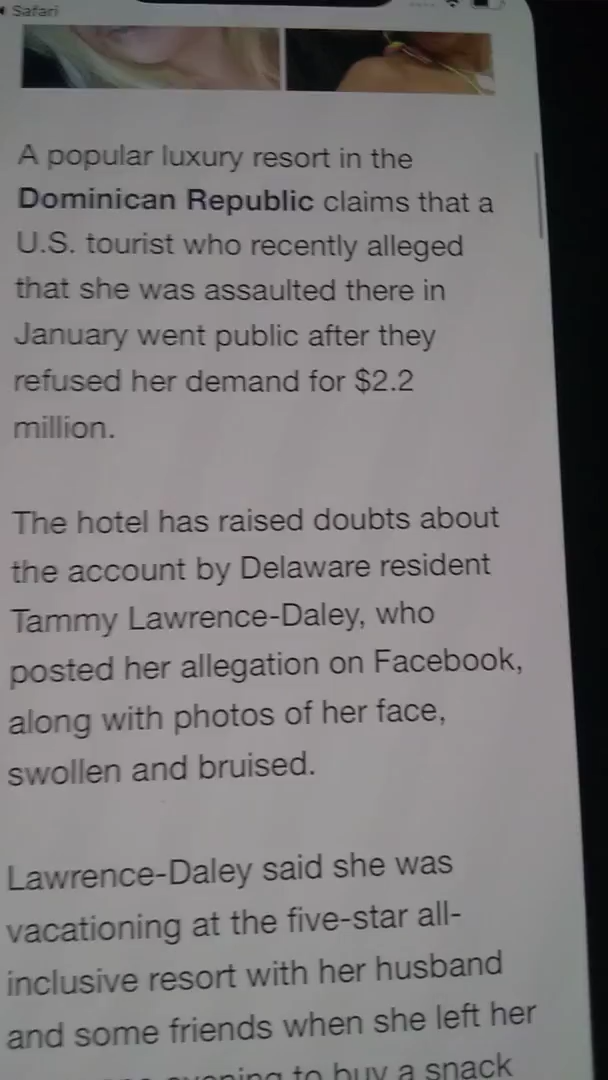 Safari
A popular luxury resort in the
Dominican Republic claims that a
U.S. tourist who recently alleged
that she was assaulted there in
January went public after they
refused her demand for $2.2
million.
The hotel has raised doubts about
the account by Delaware resident
Tammy Lawrence-Daley, who
posted her allegation on Facebook,
along with photos of her face,
swollen and bruised.
Lawrence-Daley said she was
vacationing at the five-star all-
inclusive resort with her husband
and some friends when she left her
evening to buy a snack